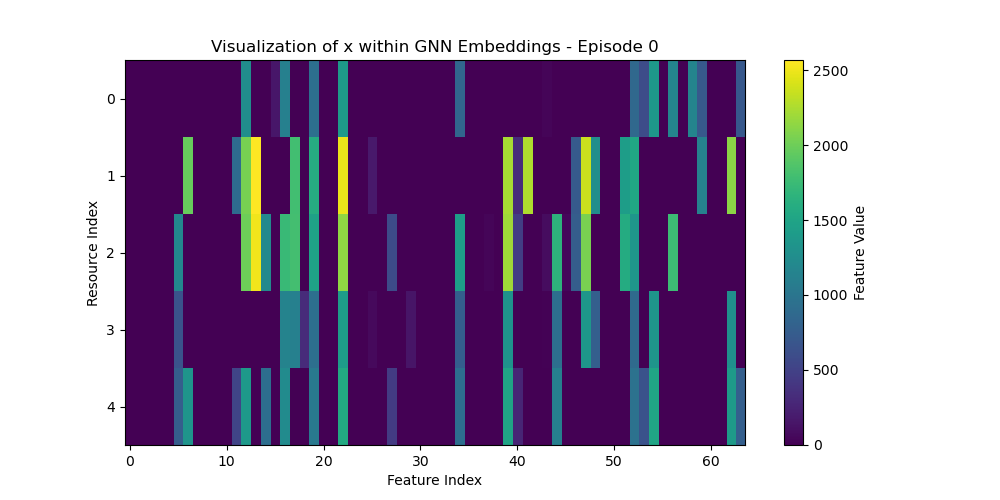 Visualization of x within GNN Embeddings - Episode 0
Resource Index
0
1
2
3
4
0 10 20 30 40 50 60
Feature Index
2500
2000
1500
1000
500
0
Feature Value